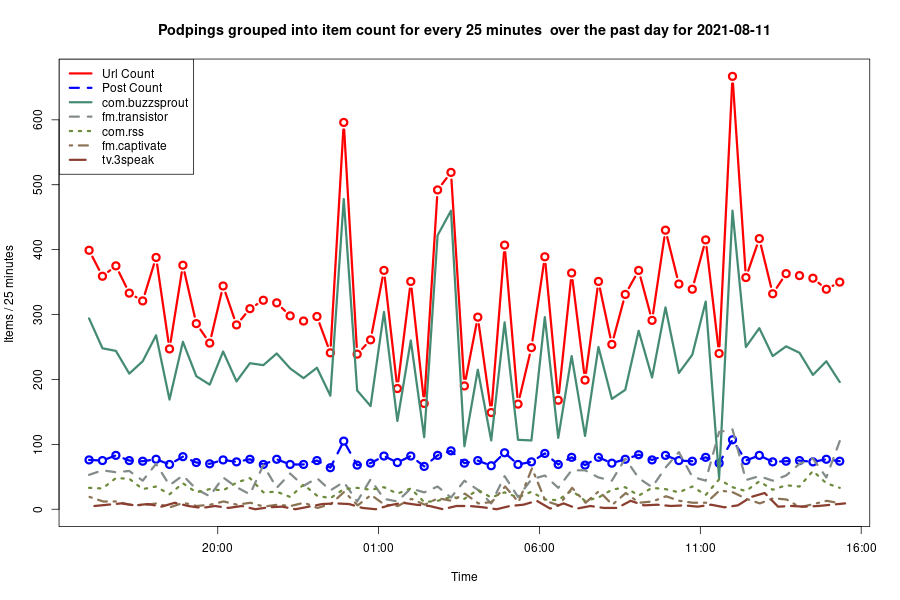 Podpings grouped into item count for every 25 minutes  over the past day for 2021-08-11
Url Count
Post Count
com.buzzsprout
fm.transistor
com.rss
fm.captivate
tv.3speak
Items / 25 minutes
600
500
400
300
200
100
0
20:00
01:00
06:00
11:00
16:00
Time